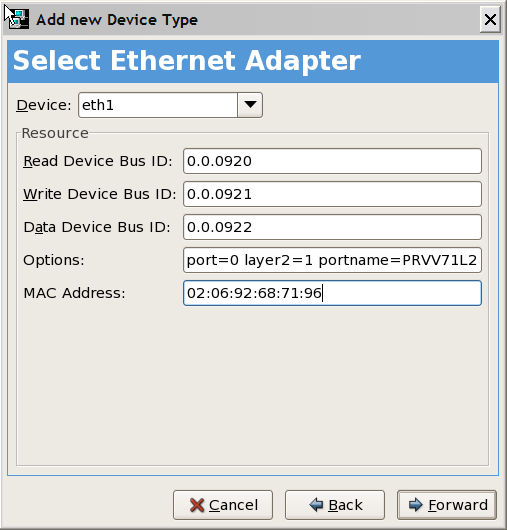 Add new Device Type
Select Ethernet Adapter
Device: eth1
Resource
Read Device Bus ID: 0.0.0920
Write Device Bus ID: 0.0.0921
Data Device Bus ID: 0.0.0922
Options: port=0 layer2=1 portname=PRVV71L2
MAC Address: 02:06:92:68:71:96
Cancel Back Forward